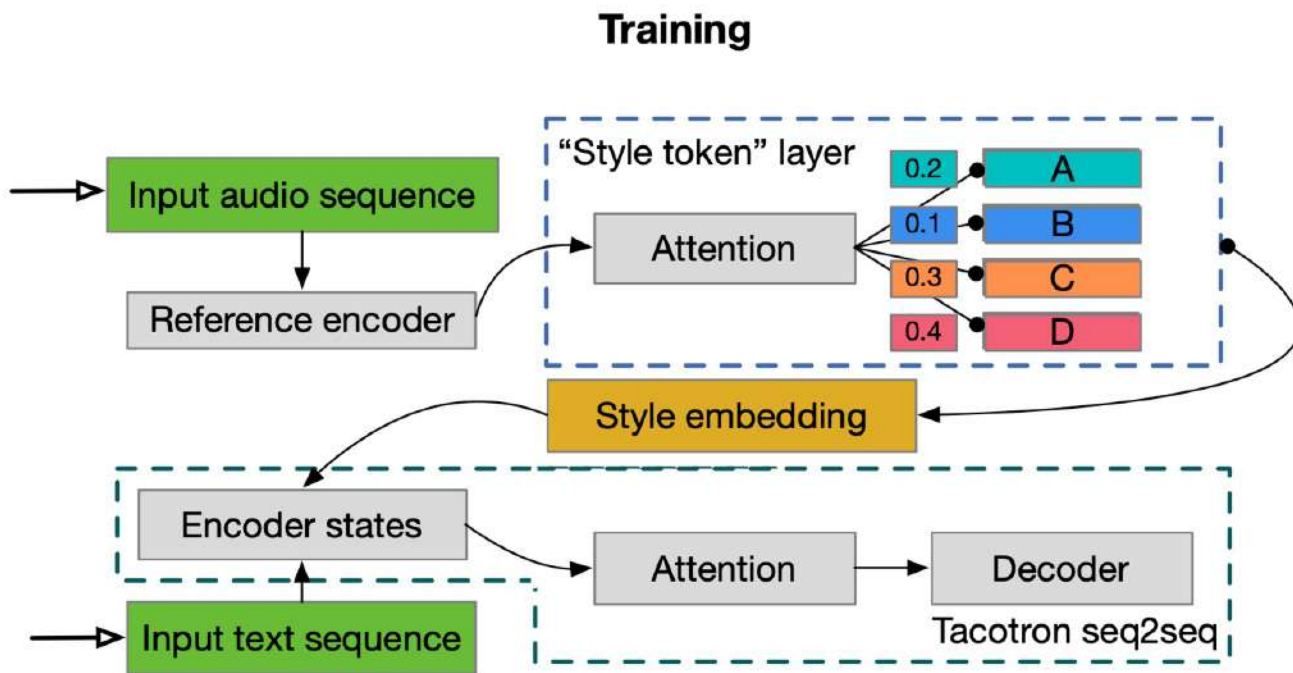 Training
“Style token” layer
Input audio sequence
Reference encoder
Attention
0.2
A
0.1
B
0.3
C
0.4
D
Style embedding
Encoder states
Attention
Decoder
Input text sequence
Tacotron seq2seq